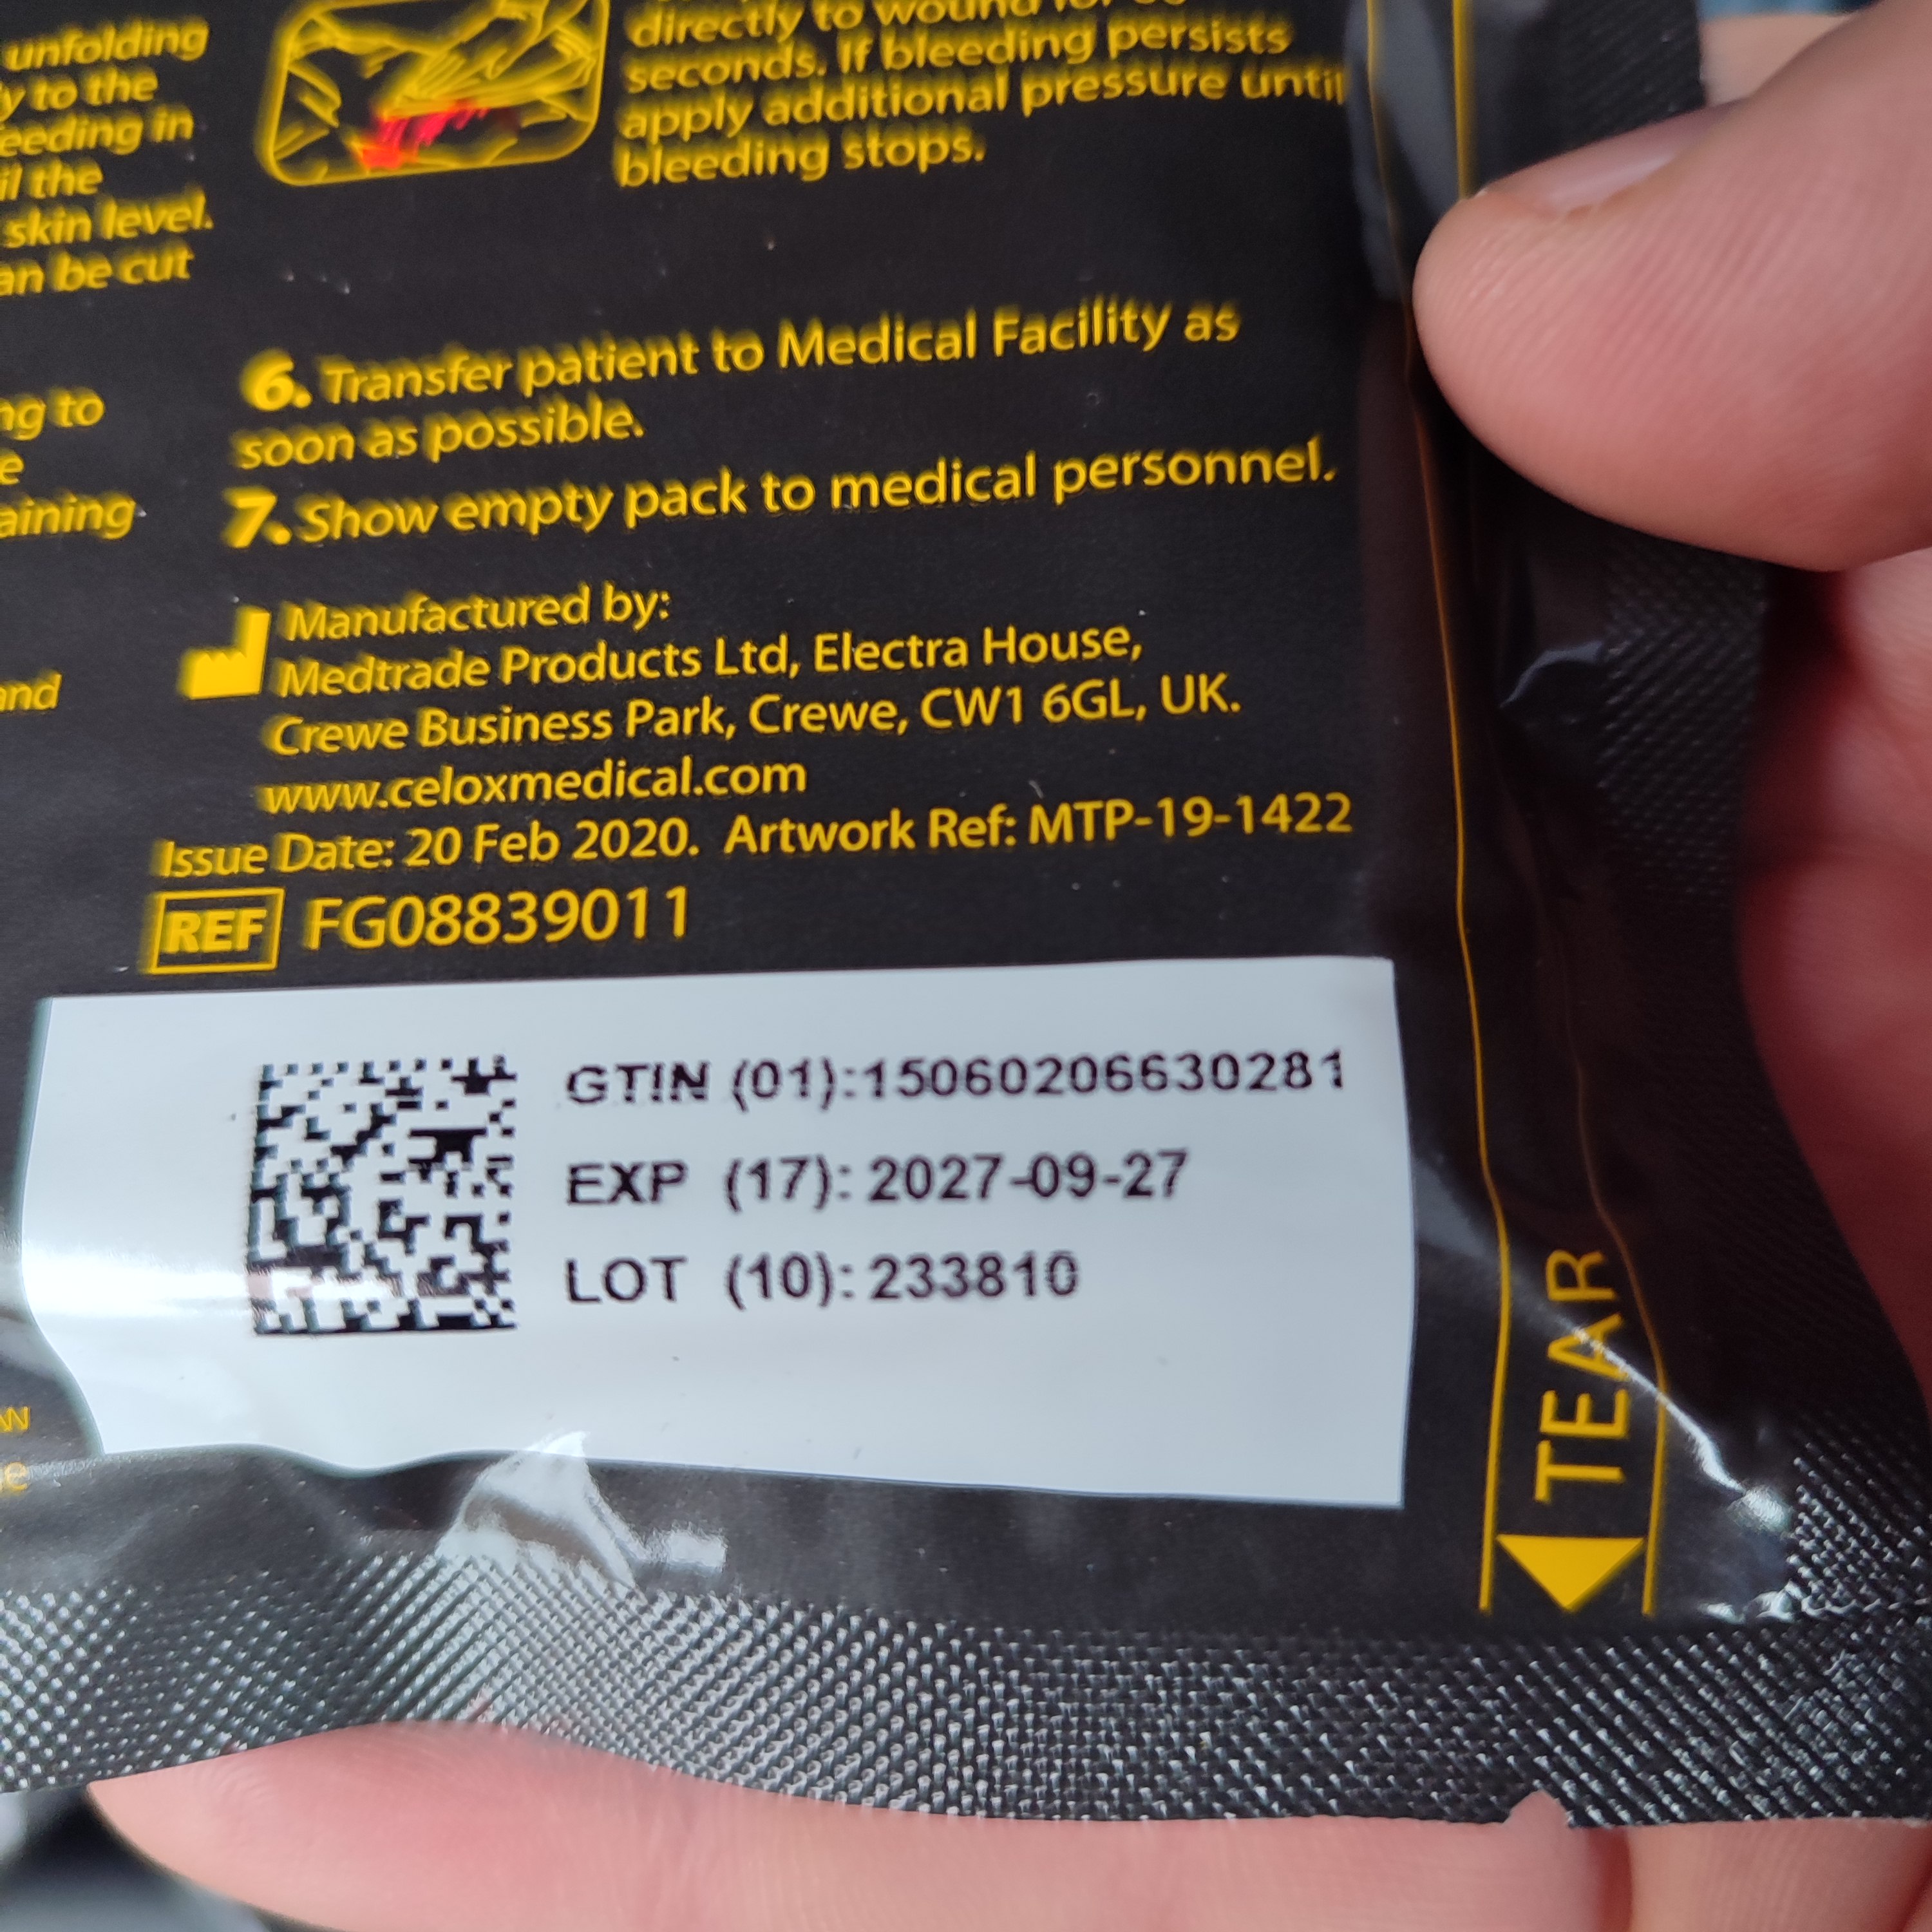 unfolding
y to the
eeding in
il the
skin level.
an be cut
ng to
e
aining
and
directly to wound for
seconds. If bleeding persists
apply additional pressure until
bleeding stops.
6. Transfer patient to Medical Facility as
soon as possible.
7. Show empty pack to medical personnel.
Manufactured by:
Medtrade Products Ltd, Electra House,
Crewe Business Park, Crewe, CW1 6GL, UK.
www.celoxmedical.com
Issue Date: 20 Feb 2020. Artwork Ref: MTP-19-1422
REF FG08839011
GTIN (01):15060206630281
EXP (17): 2027-09-27
LOT (10): 233810
TEAR